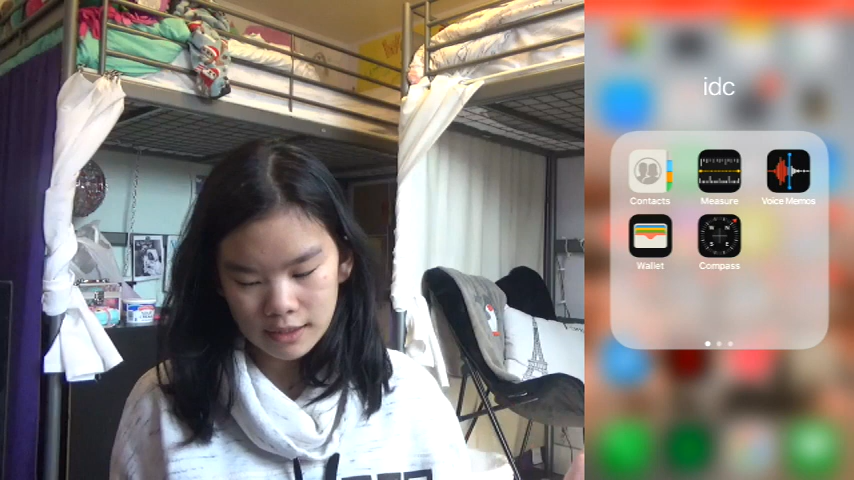 idc
Contacts
Measure
Voice Memos
Wallet
Compass